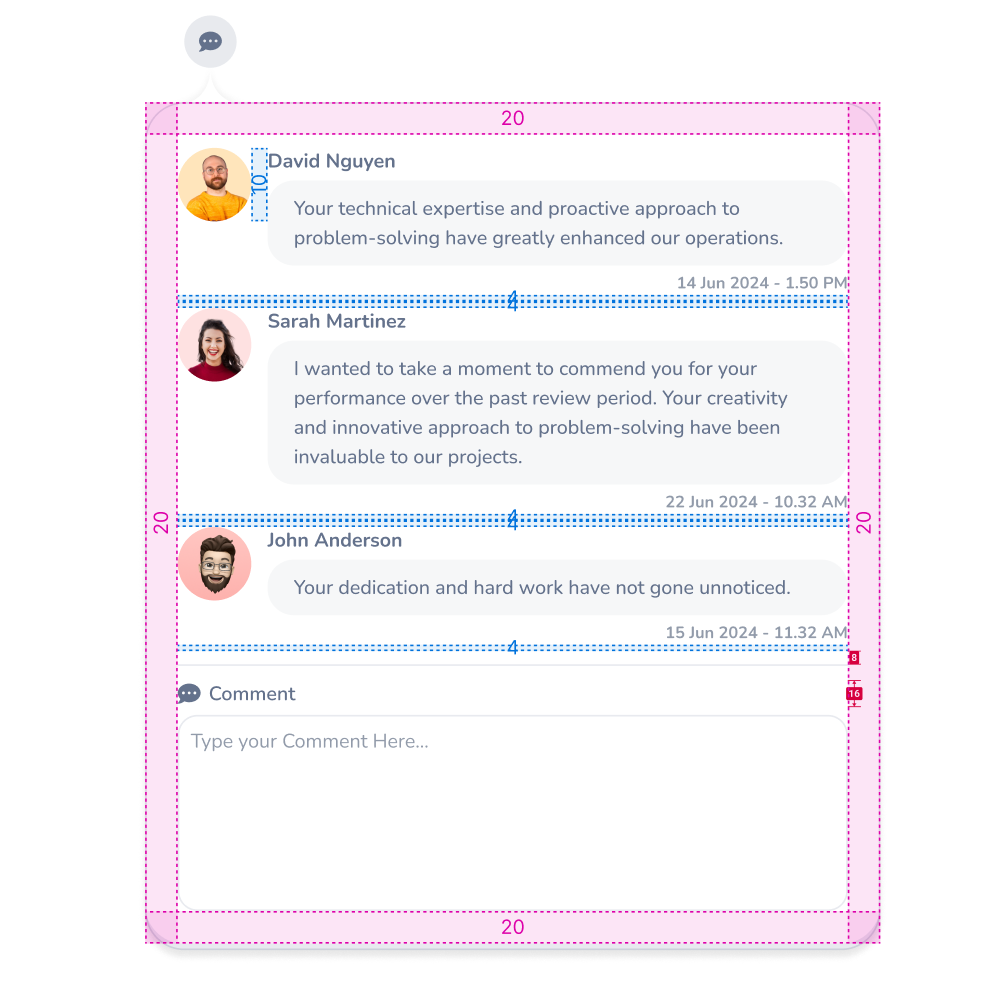 20
David Nguyen
10
Your technical expertise and proactive approach to
problem-solving have greatly enhanced our operations.
14 Jun 2024 - 1.50 PM
4
4
Sarah Martinez
I wanted to take a moment to commend you for your
performance over the past review period. Your creativity
and innovative approach to problem-solving have been
invaluable to our projects.
22 Jun 2024 - 10.32 AM
20
4
4
20
John Anderson
Your dedication and hard work have not gone unnoticed.
15 Jun 2024 - 11.32 AM
4
8
Comment
16
Type your Comment Here...
20